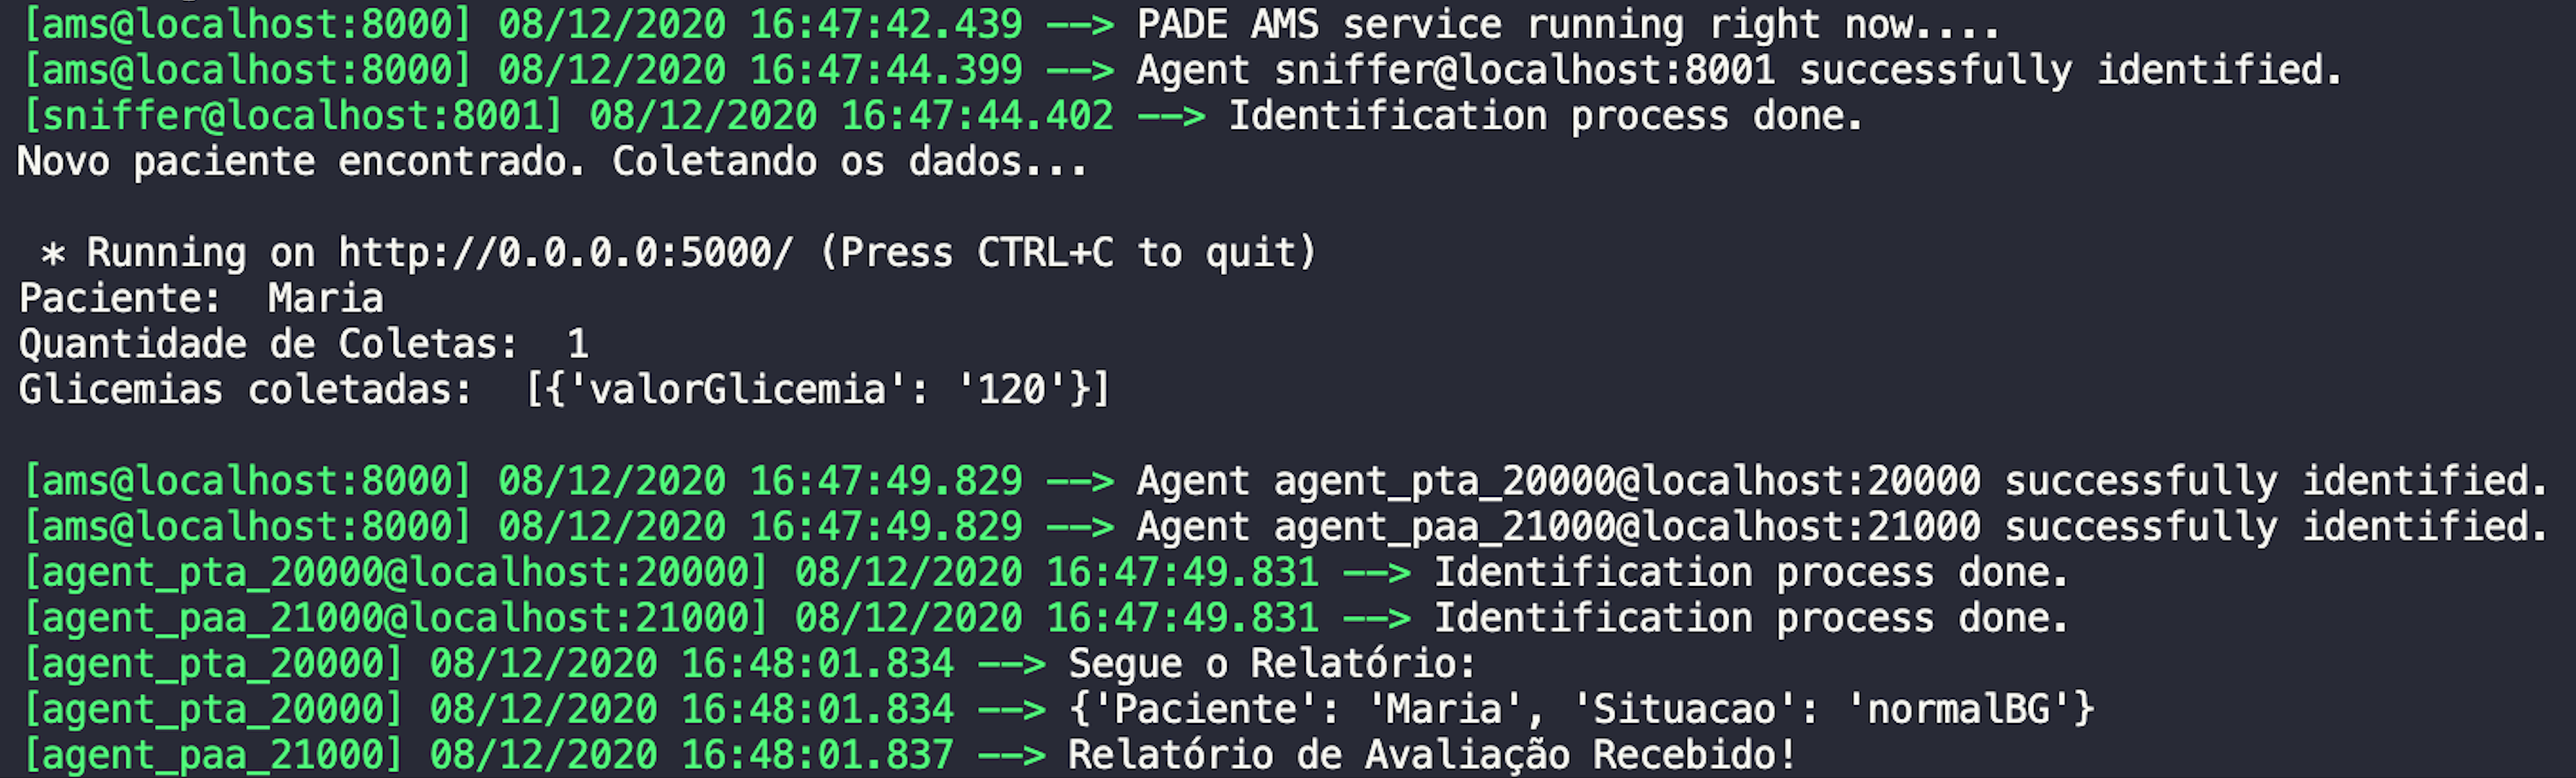 [ams@localhost:8000] 08/12/2020 16:47:42.439 --> PADE AMS service running right now....
[ams@localhost:8000] 08/12/2020 16:47:44.399 --> Agent sniffer@localhost:8001 successfully identified.
[sniffer@localhost:8001] 08/12/2020 16:47:44.402 --> Identification process done.
Novo paciente encontrado. Coletando os dados...
 * Running on http://0.0.0.0:5000/ (Press CTRL+C to quit)
Paciente:  Maria
Quantidade de Coletas:  1
Glicemias coletadas:  [{'valorGlicemia': '120'}]
[ams@localhost:8000] 08/12/2020 16:47:49.829 --> Agent agent_pta_20000@localhost:20000 successfully identified.
[ams@localhost:8000] 08/12/2020 16:47:49.829 --> Agent agent_paa_21000@localhost:21000 successfully identified.
[agent_pta_20000@localhost:20000] 08/12/2020 16:47:49.831 --> Identification process done.
[agent_paa_21000@localhost:21000] 08/12/2020 16:47:49.831 --> Identification process done.
[agent_pta_20000] 08/12/2020 16:48:01.834 --> Segue o Relatório:
[agent_pta_20000] 08/12/2020 16:48:01.834 --> {'Paciente': 'Maria', 'Situacao': 'normalBG'}
[agent_paa_21000] 08/12/2020 16:48:01.837 --> Relatório de Avaliação Recebido!